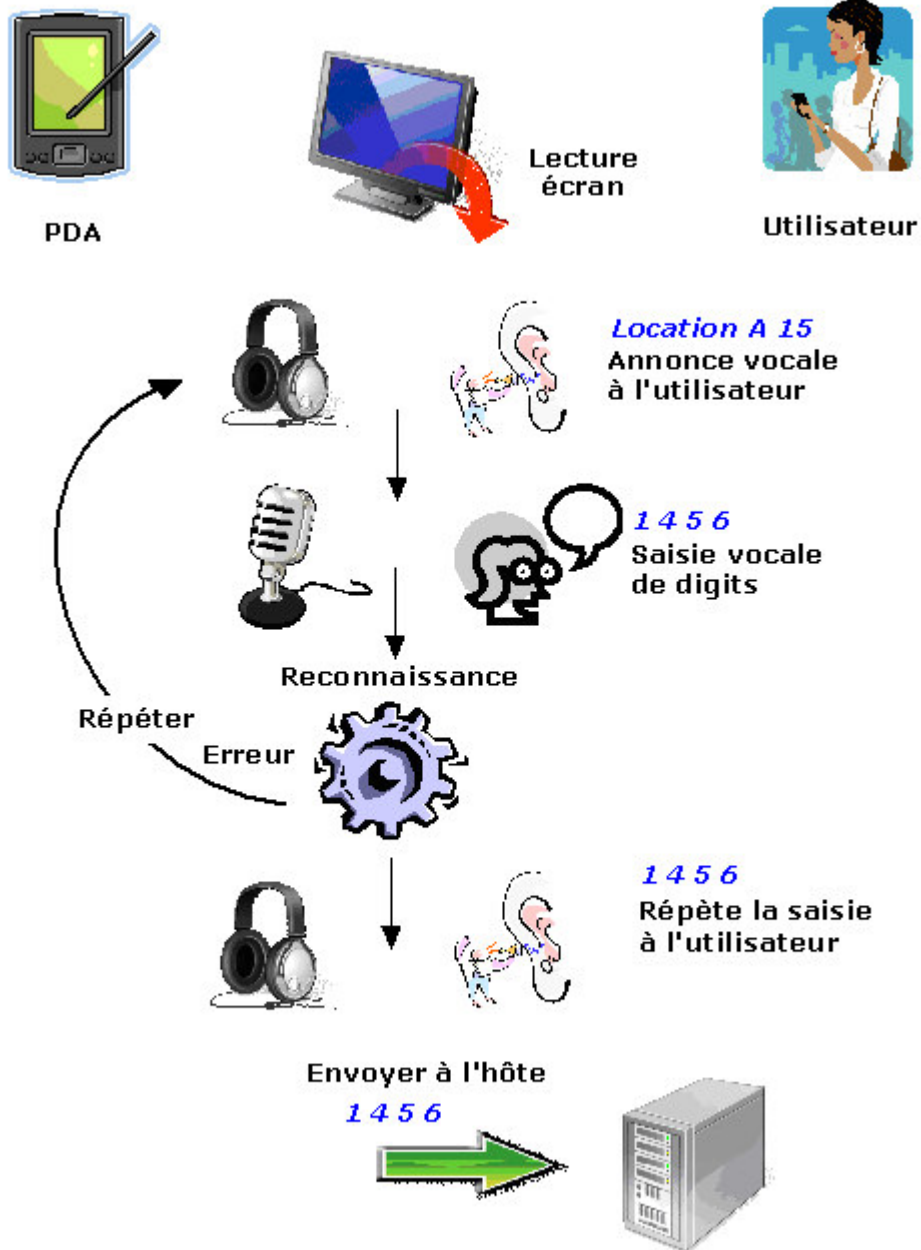 Lecture
écran
PDA
Utilisateur
Location A 15
Annonce vocale
à l'utilisateur
1 4 5 6
Saisie vocale
de digits
Reconnaissance
Répéter
Erreur
1 4 5 6
Répète la saisie
à l'utilisateur
Envoyer à l'hôte
1 4 5 6